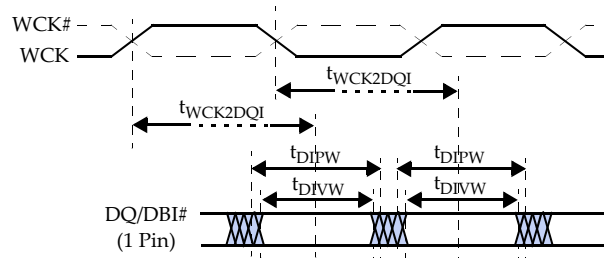 WCK#
WCK
tWCK2DQI
tWCK2DQI
tDIPW tDIPW
tDIVW tDIVW
DQ/DBI#
(1 Pin)